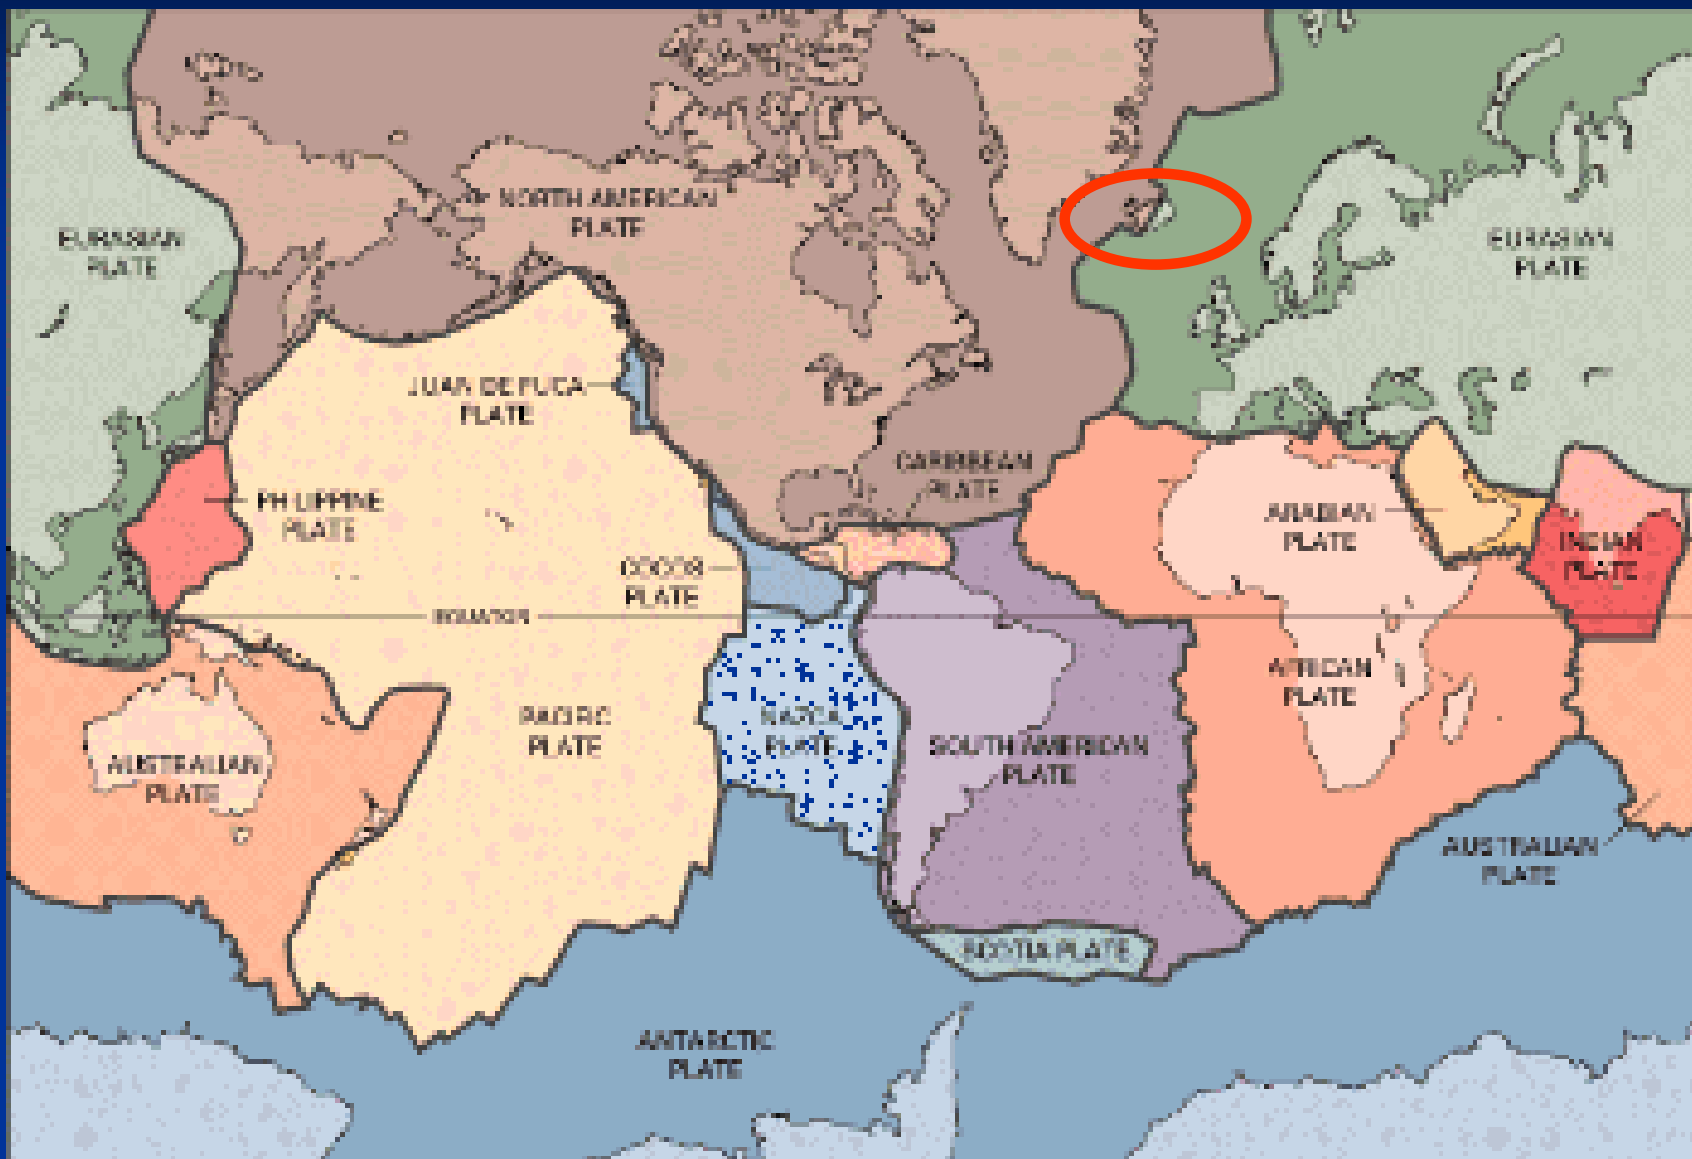 NORTH AMERICAN
PLATE
EURASIAN
PLATE
EURASIAN
PLATE
JUAN DE FUCA
PLATE
CARIBBEAN
PLATE
PHILIPPINE
PLATE
ARABIAN
PLATE
INDIAN
PLATE
COCOS
PLATE
EQUATOR
AFRICAN
PLATE
PACIFIC
PLATE
NAZCA
PLATE
SOUTH AMERICAN
PLATE
AUSTRALIAN
PLATE
AUSTRALIAN
PLATE
SCOTIA PLATE
ANTARCTIC
PLATE